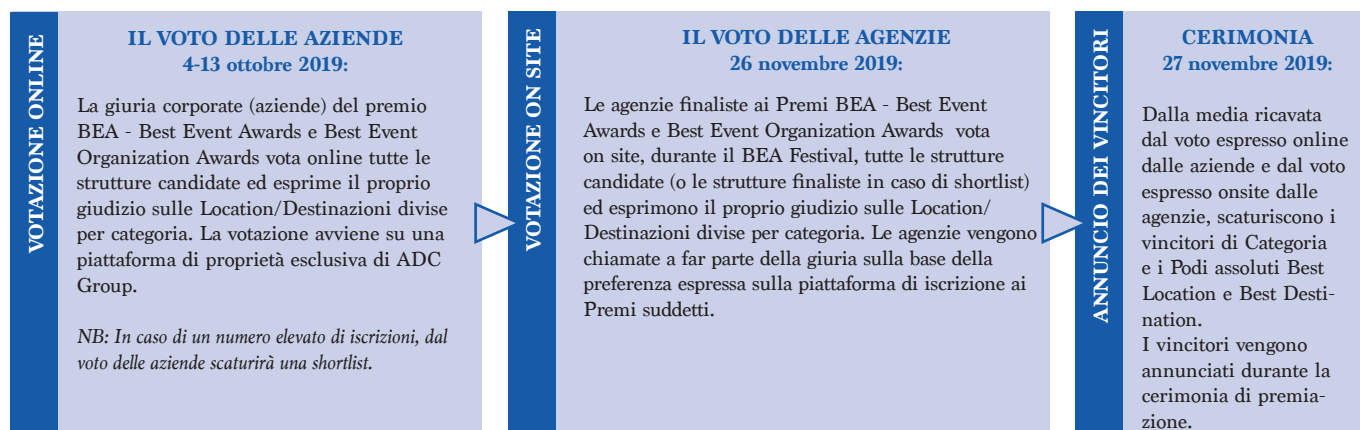 VOTAZIONE ONLINE
IL VOTO DELLE AZIENDE
4-13 ottobre 2019:
La giuria corporate (aziende) del premio
BEA - Best Event Awards e Best Event
Organization Awards vota online tutte le
strutture candidate ed esprime il proprio
giudizio sulle Location/Destinazioni divise
per categoria. La votazione avviene su una
piattaforma di proprietà esclusiva di ADC
Group.
NB: In caso di un numero elevato di iscrizioni, dal
voto delle aziende scaturirà una shortlist.
VOTAZIONE ON SITE
IL VOTO DELLE AGENZIE
26 novembre 2019:
Le agenzie finaliste ai Premi BEA - Best Event
Awards e Best Event Organization Awards vota
on site, durante il BEA Festival, tutte le strutture
candidate (o le strutture finaliste in caso di shortlist)
ed esprimono il proprio giudizio sulle Location/
Destinazioni divise per categoria. Le agenzie vengono
chiamate a far parte della giuria sulla base della
preferenza espressa sulla piattaforma di iscrizione ai
Premi suddetti.
ANNUNCIO DEI VINCITORI
CERIMONIA
27 novembre 2019:
Dalla media ricavata
dal voto espresso online
dalle aziende e dal voto
espresso onsite dalle
agenzie, scaturiscono i
vincitori di Categoria
e i Podi assoluti Best
Location e Best Desti-
nation.
I vincitori vengono
annunciati durante la
cerimonia di premia-
zione.